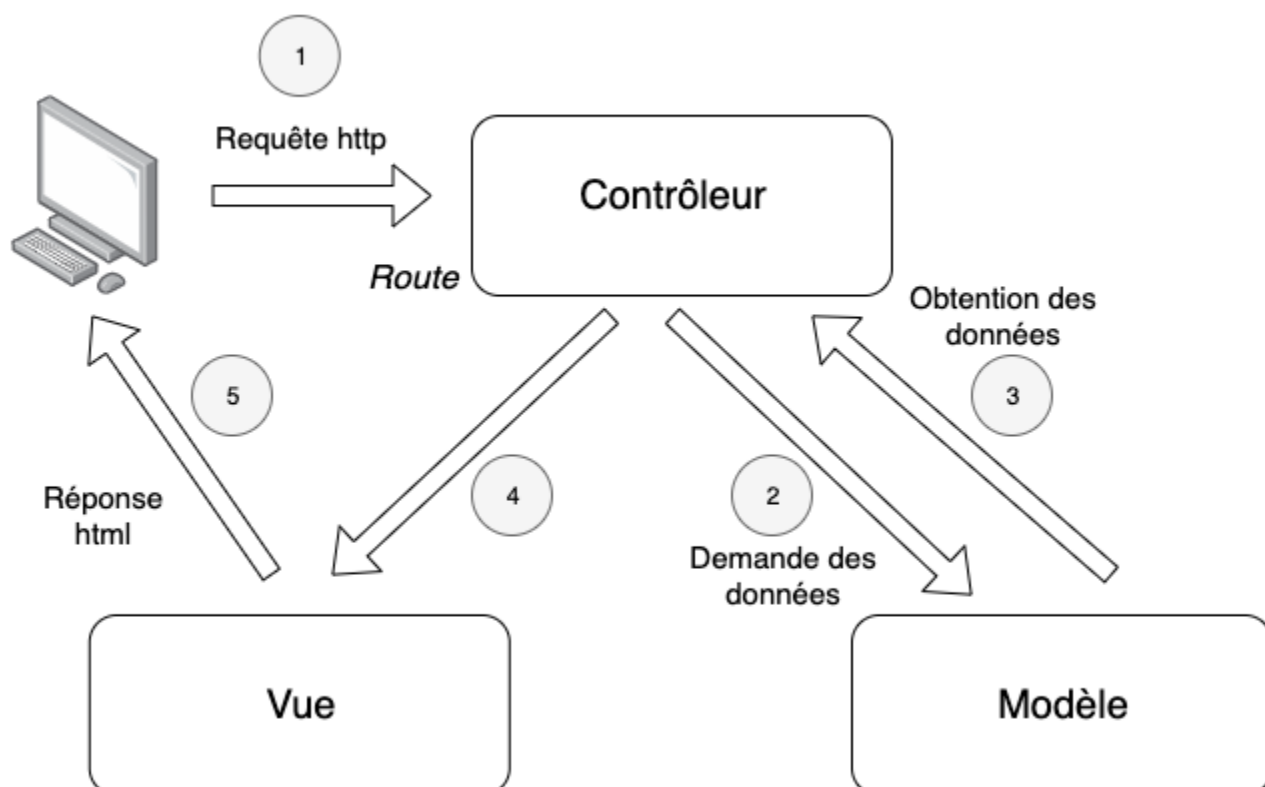 1
Requête http
Contrôleur
Route
Obtention des
données
3
5
4
2
Réponse
html
Demande des
données
Vue
Modèle